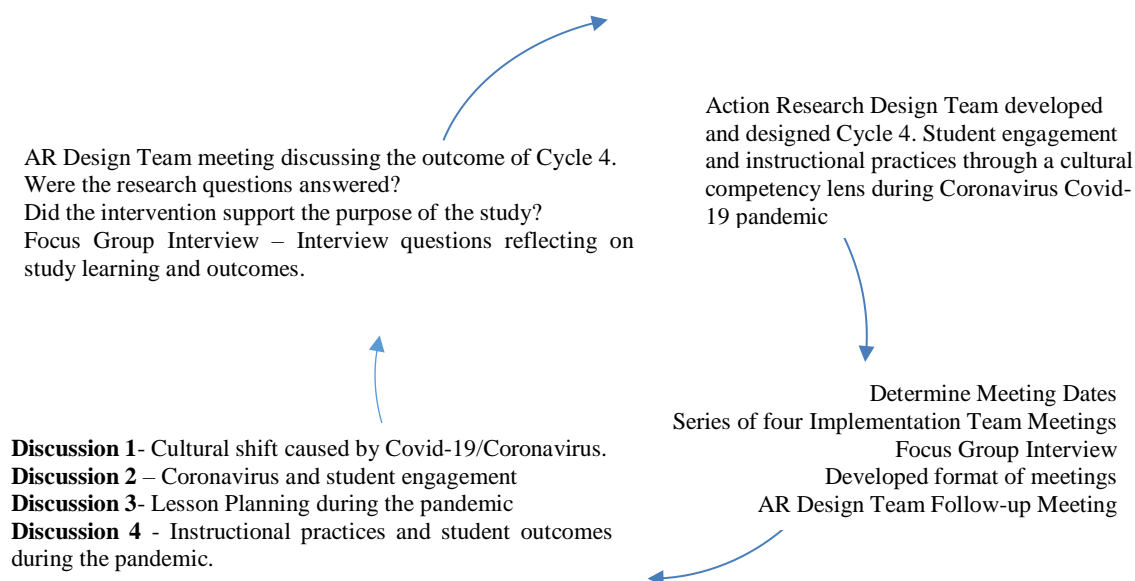 Action Research Design Team developed
and designed Cycle 4. Student engagement
and instructional practices through a cultural
competency lens during Coronavirus Covid-
19 pandemic
Determine Meeting Dates
Series of four Implementation Team Meetings
Focus Group Interview
Developed format of meetings
AR Design Team Follow-up Meeting
Discussion 1- Cultural shift caused by Covid-19/Coronavirus.
Discussion 2 – Coronavirus and student engagement
Discussion 3- Lesson Planning during the pandemic
Discussion 4 - Instructional practices and student outcomes
during the pandemic.
AR Design Team meeting discussing the outcome of Cycle 4.
Were the research questions answered?
Did the intervention support the purpose of the study?
Focus Group Interview – Interview questions reflecting on
study learning and outcomes.